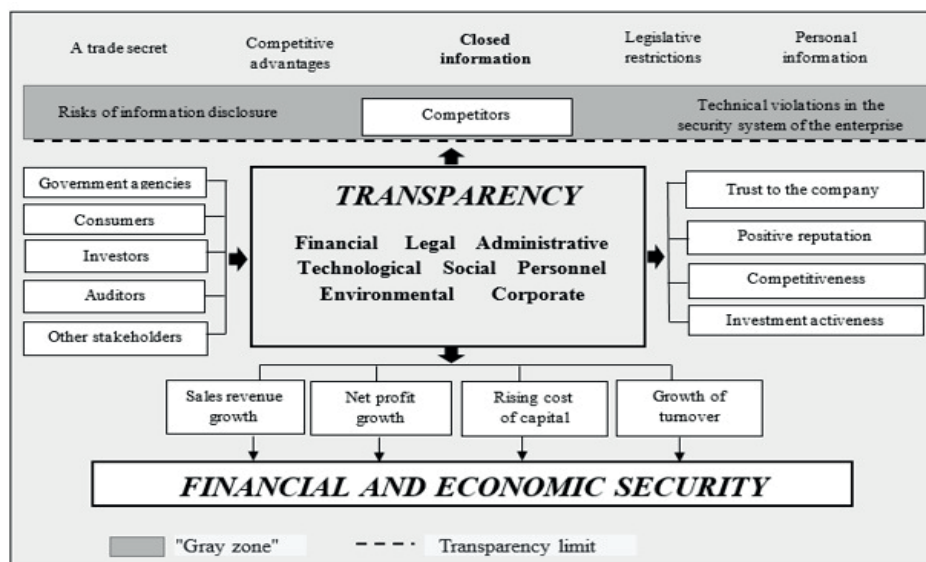 A trade secret
Competitive
advantages
Closed
information
Legislative
restrictions
Personal
information
Risks of information disclosure
Competitors
Technical violations in the
security system of the enterprise
Government agencies
Consumers
Investors
Auditors
Other stakeholders
TRANSPARENCY
Financial Legal Administrative
Technological Social Personnel
Environmental Corporate
Trust to the company
Positive reputation
Competitiveness
Investment activeness
Sales revenue
growth
Net profit
growth
Rising cost
of capital
Growth of
turnover
FINANCIAL AND ECONOMIC SECURITY
"Gray zone"
Transparency limit